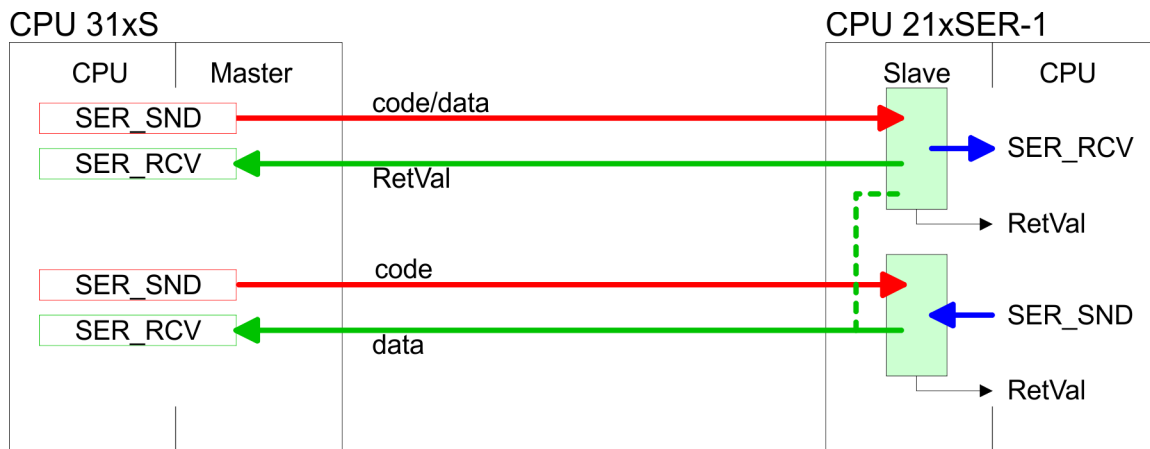 CPU 31xS
CPU 21xSER-1
CPU
Master
Slave
CPU
SER_SND
code/data
SER_RCV
SER_RCV
RetVal
RetVal
SER_SND
code
SER_SND
SER_RCV
data
RetVal